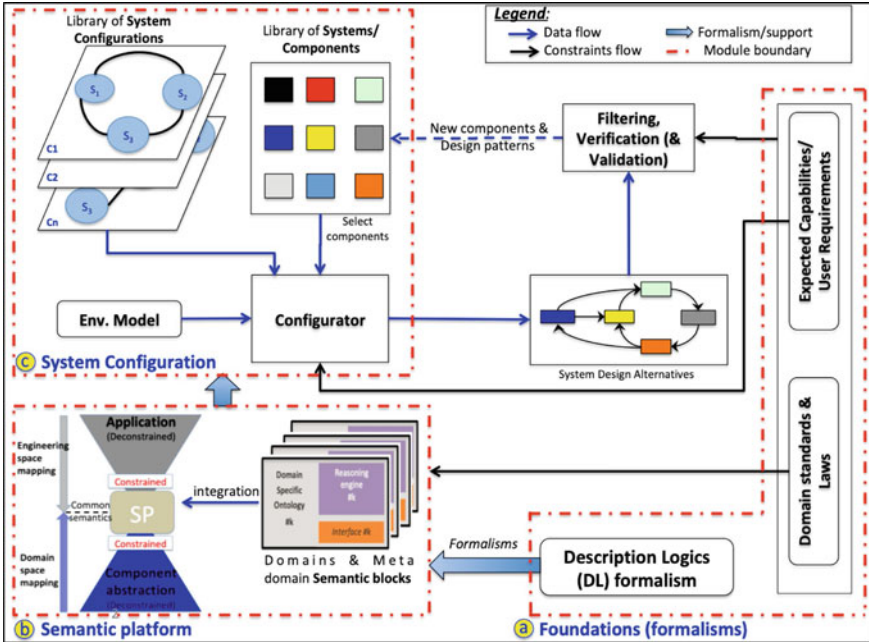 Library of System
Configurations
S1
S2
S3
C1
C2
S3
Cn
Library of Systems/
Components
Select
components
Legend:
Data flow
Constraints flow
Formalism/support
Module boundary
New components &
Design patterns
Filtering,
Verification (&
Validation)
Expected Capabilities/
User Requirements
Env. Model
Configurator
System Design Alternatives
c System Configuration
Domain standards &
Laws
Engineering
space
mapping
Application
(Deconstrained)
Constrained
SP
Common
semantics
Constrained
Domain
space
mapping
Component
abstraction
(Deconstrained)
integration
Domain
Specific
Ontology
#k
Reasoning
engine
#k
Interface #k
Domains & Meta
domain Semantic blocks
Formalisms
Description Logics
(DL) formalism
b Semantic platform
a Foundations (formalisms)